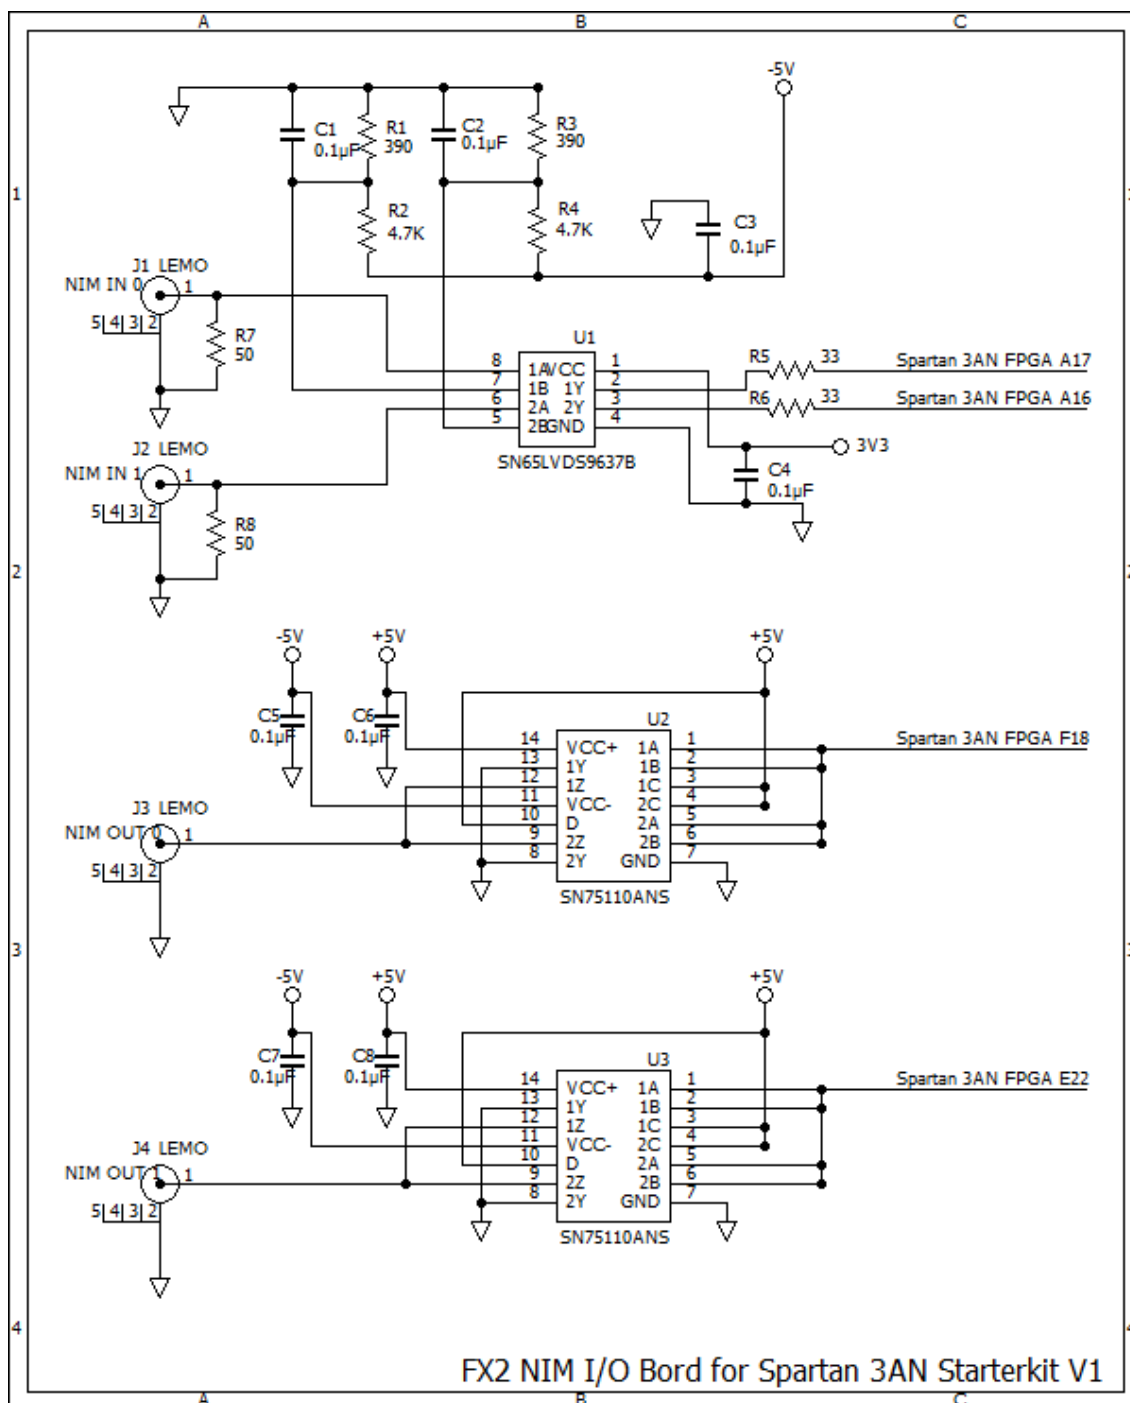 A B C
-5V
C1 R1 C2 R3
0.1µF 390 0.1µF 390
1
R2 R4 C3
4.7K 4.7K 0.1µF
J1 LEMO
NIM IN 0 1
5 4 3 2
R7
50
U1
8 1A VCC 1 R5 33 Spartan 3AN FPGA A17
7 1B 1Y 2
6 2A 2Y 3 R6 33 Spartan 3AN FPGA A16
5 2B GND 4
SN65LVDS9637B
3V3
C4
0.1µF
J2 LEMO
NIM IN 1 1
5 4 3 2
R8
50
2 2
-5V +5V +5V
C5 C6
0.1µF 0.1µF
U2
14 VCC+ 1A 1 Spartan 3AN FPGA F18
13 1Y 1B 2
12 1Z 1C 3
11 VCC- 2C 4
10 D 2A 5
9 2Z 2B 6
8 2Y GND 7
SN75110ANS
J3 LEMO
NIM OUT 0 1
5 4 3 2
3
-5V +5V +5V
C7 C8
0.1µF 0.1µF
U3
14 VCC+ 1A 1 Spartan 3AN FPGA E22
13 1Y 1B 2
12 1Z 1C 3
11 VCC- 2C 4
10 D 2A 5
9 2Z 2B 6
8 2Y GND 7
SN75110ANS
J4 LEMO
NIM OUT 1 1
5 4 3 2
4 4
FX2 NIM I/O Bord for Spartan 3AN Starterkit V1
A B C